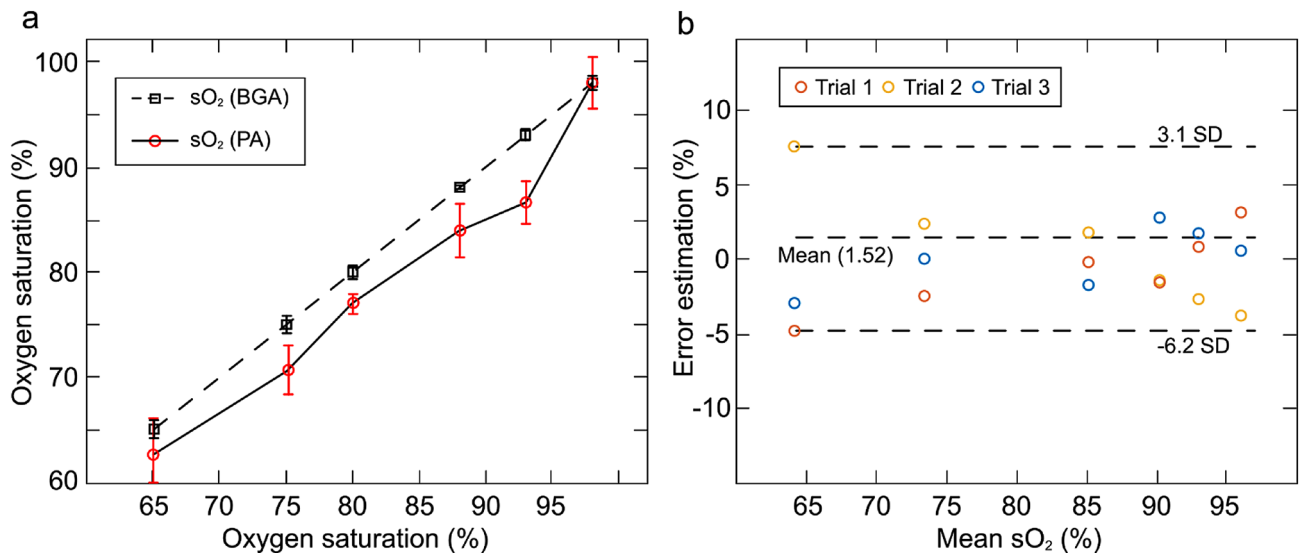 a
Oxygen saturation (%)
100
90
80
70
60
sO₂ (BGA)
sO₂ (PA)
65 70 75 80 85 90 95
Oxygen saturation (%)
b
Error estimation (%)
10
5
0
-5
-10
Trial 1 Trial 2 Trial 3
3.1 SD
Mean (1.52)
-6.2 SD
65 70 75 80 85 90 95
Mean sO₂ (%)